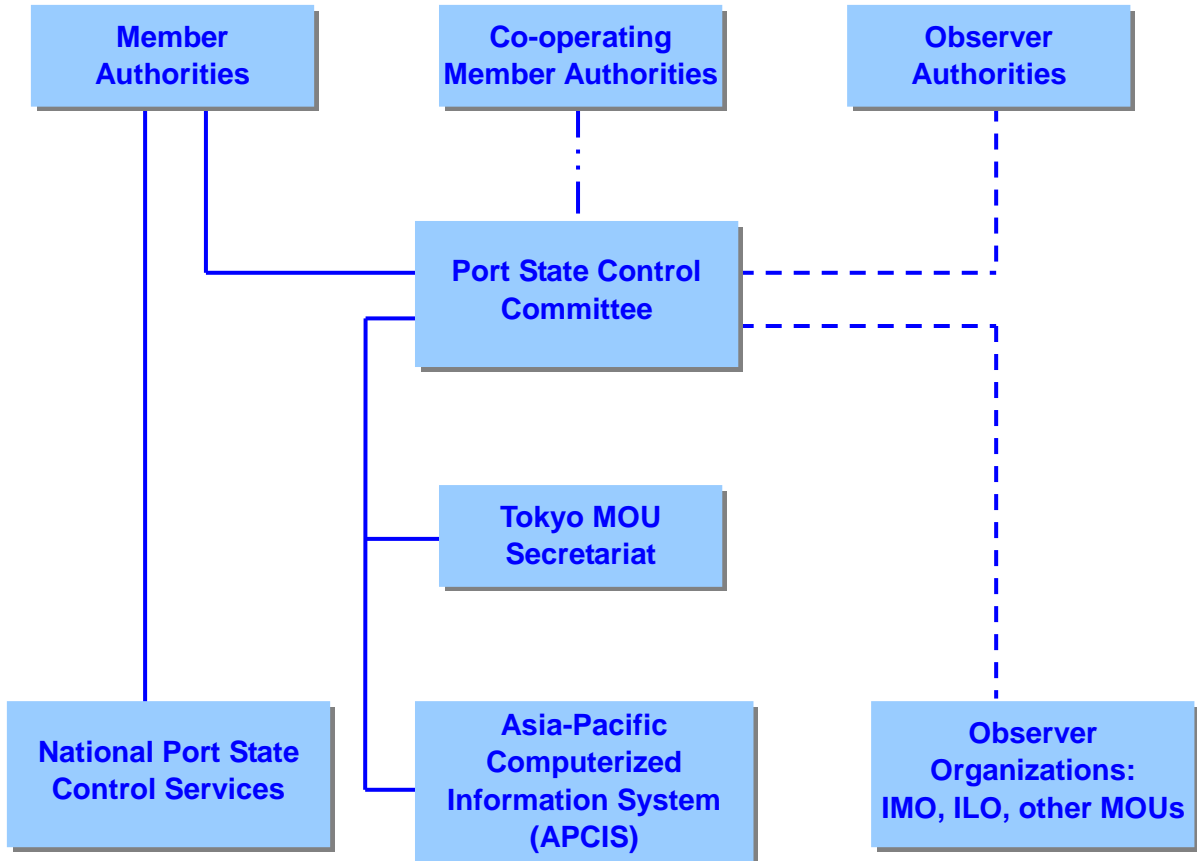 Member
Authorities
Co-operating
Member Authorities
Observer
Authorities
Port State Control
Committee
Tokyo MOU
Secretariat
National Port State
Control Services
Asia-Pacific
Computerized
Information System
(APCIS)
Observer
Organizations:
IMO, ILO, other MOUs